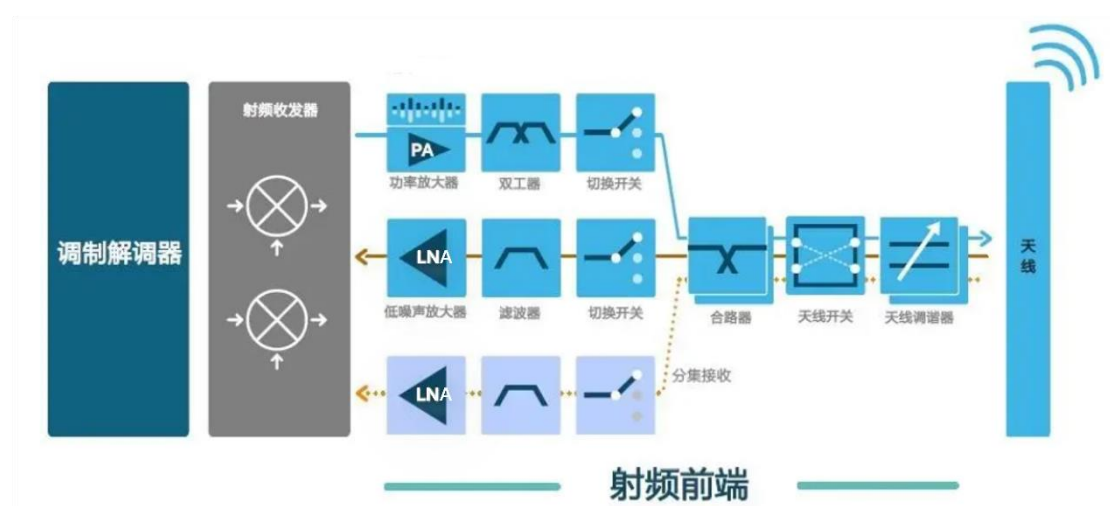 调制解调器
射频收发器
PA
功率放大器
双工器
切换开关
LNA
低噪声放大器
滤波器
切换开关
合路器
天线开关
天线调谐器
天线
LNA
分集接收
射频前端